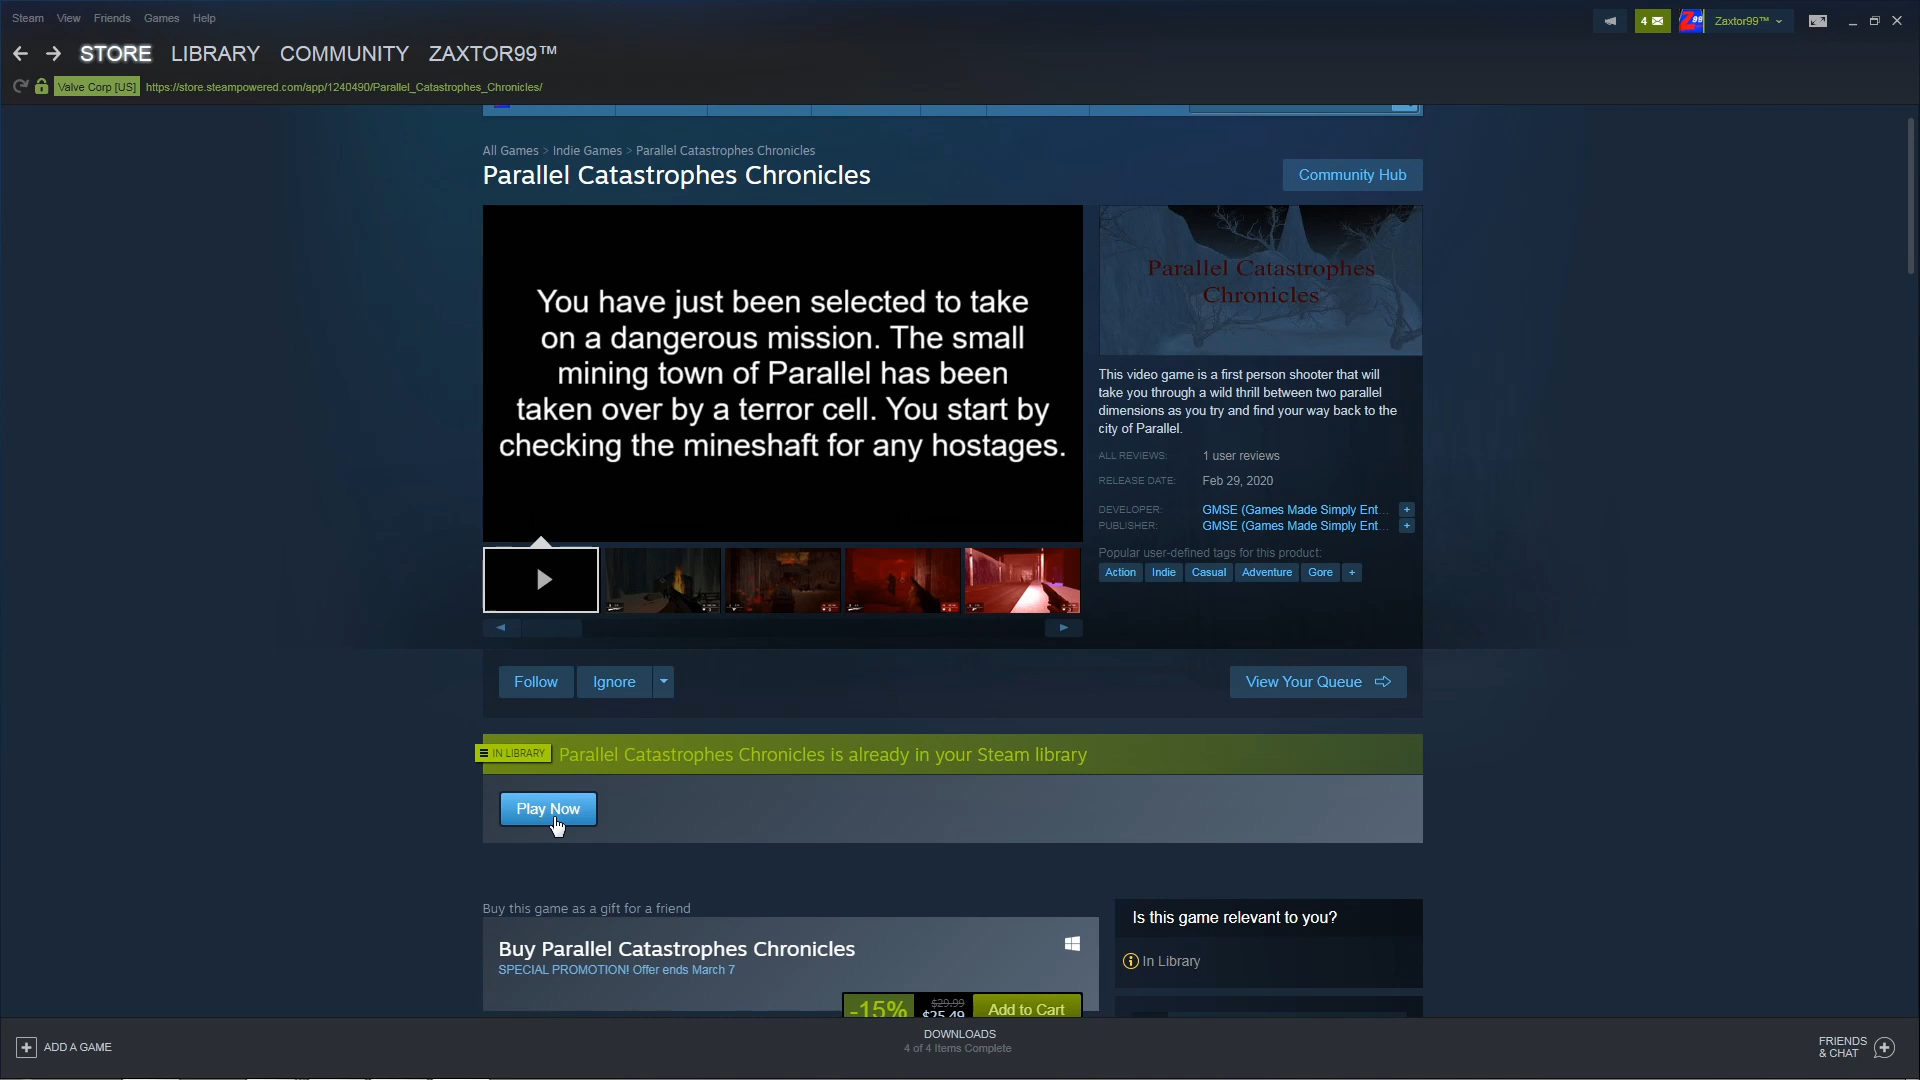 Steam View Friends Games Help
4
Z99
Zaxtor99™
STORE LIBRARY COMMUNITY ZAXTOR99™
Valve Corp [US] https://store.steampowered.com/app/1240490/Parallel_Catastrophes_Chronicles/
All Games > Indie Games > Parallel Catastrophes Chronicles
Parallel Catastrophes Chronicles
Community Hub
You have just been selected to take
on a dangerous mission. The small
mining town of Parallel has been
taken over by a terror cell. You start by
checking the mineshaft for any hostages.
Parallel Catastrophes
Chronicles
This video game is a first person shooter that will
take you through a wild thrill between two parallel
dimensions as you try and find your way back to the
city of Parallel.
ALL REVIEWS: 1 user reviews
RELEASE DATE: Feb 29, 2020
DEVELOPER: GMSE (Games Made Simply Ent... +
PUBLISHER: GMSE (Games Made Simply Ent... +
Popular user-defined tags for this product:
Action Indie Casual Adventure Gore +
Follow Ignore View Your Queue
IN LIBRARY Parallel Catastrophes Chronicles is already in your Steam library
Play Now
Buy this game as a gift for a friend
Buy Parallel Catastrophes Chronicles
SPECIAL PROMOTION! Offer ends March 7
-15% $29.99 $25.49 Add to Cart
Is this game relevant to you?
In Library
ADD A GAME
DOWNLOADS
4 of 4 Items Complete
FRIENDS
& CHAT